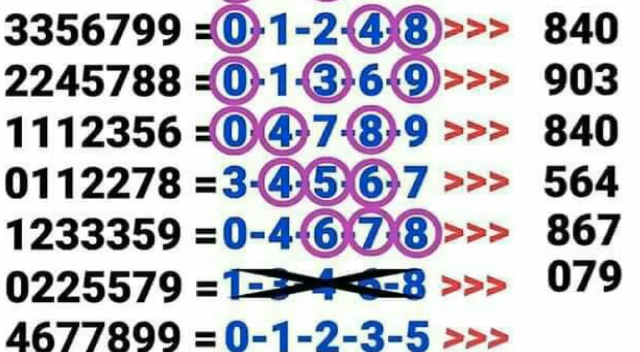 3356799 = 0-1-2-4-8 >>> 840
2245788 = 0-1-3-6-9 >>> 903
1112356 = 0-4-7-8-9 >>> 840
0112278 = 3-4-5-6-7 >>> 564
1233359 = 0-4-6-7-8 >>> 867
0225579 = 1-3-4-6-8 >>> 079
4677899 = 0-1-2-3-5 >>>